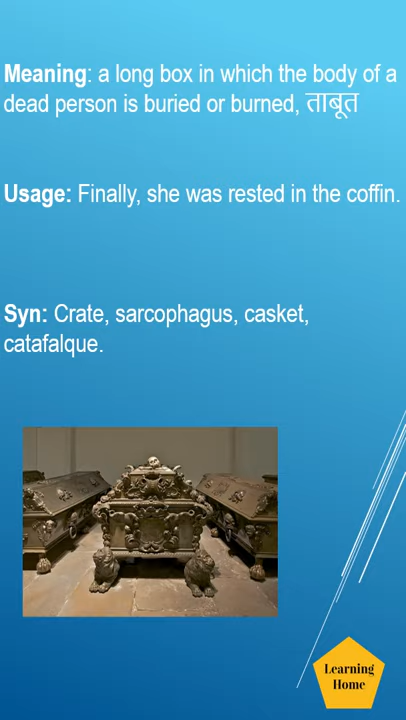 Meaning: a long box in which the body of a
dead person is buried or burned, ताबूत
Usage: Finally, she was rested in the coffin.
Syn: Crate, sarcophagus, casket,
catafalque.
Learning
Home